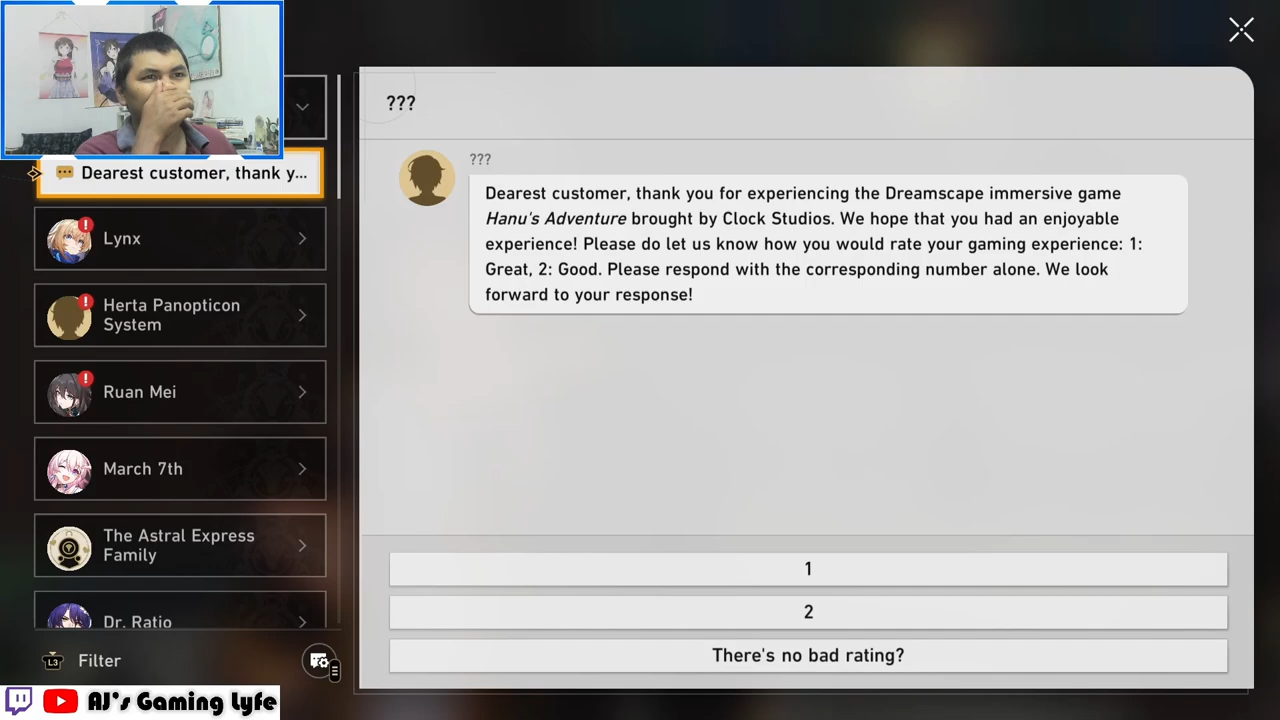 ???
Dearest customer, thank y...
Lynx
Herta Panopticon
System
Ruan Mei
March 7th
The Astral Express
Family
Dr. Ratio
L3 Filter
???
Dearest customer, thank you for experiencing the Dreamscape immersive game
Hanu's Adventure brought by Clock Studios. We hope that you had an enjoyable
experience! Please do let us know how you would rate your gaming experience: 1:
Great, 2: Good. Please respond with the corresponding number alone. We look
forward to your response!
1
2
There's no bad rating?
AJ's Gaming Lyfe